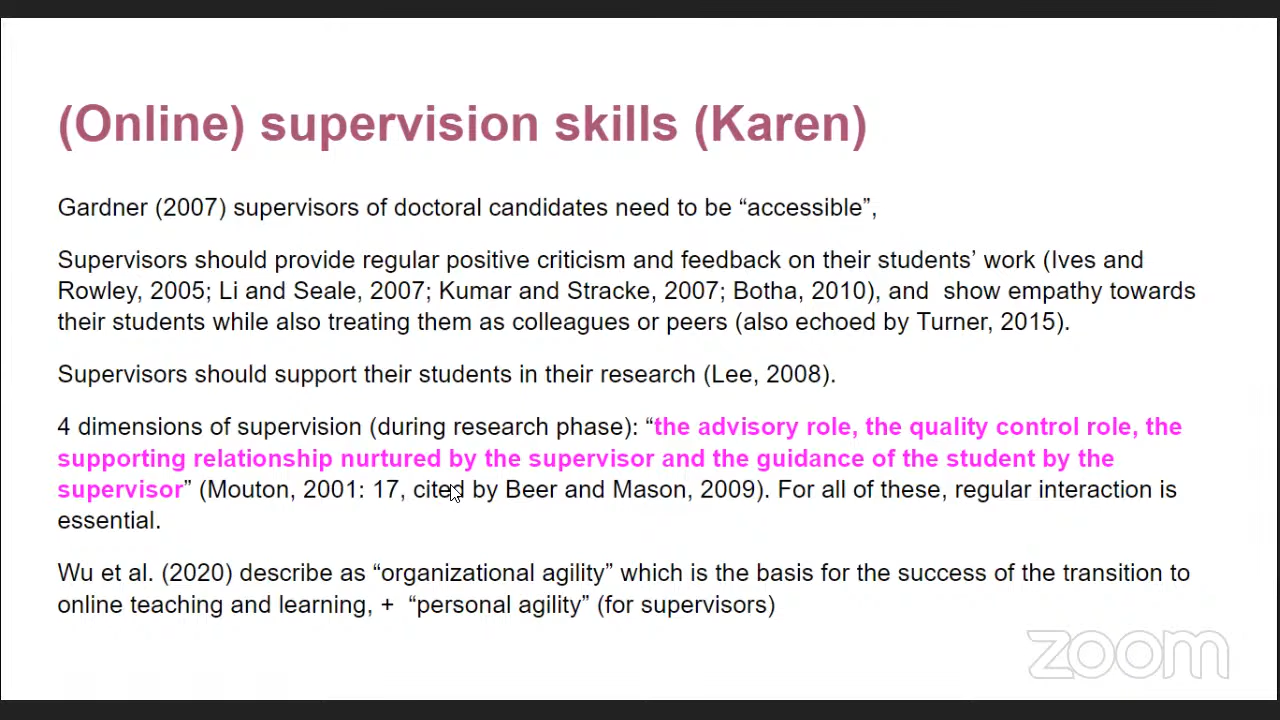 (Online) supervision skills (Karen)
Gardner (2007) supervisors of doctoral candidates need to be “accessible”,
Supervisors should provide regular positive criticism and feedback on their students’ work (Ives and
Rowley, 2005; Li and Seale, 2007; Kumar and Stracke, 2007; Botha, 2010), and  show empathy towards
their students while also treating them as colleagues or peers (also echoed by Turner, 2015).
Supervisors should support their students in their research (Lee, 2008).
4 dimensions of supervision (during research phase): “the advisory role, the quality control role, the
supporting relationship nurtured by the supervisor and the guidance of the student by the
supervisor” (Mouton, 2001: 17, cited by Beer and Mason, 2009). For all of these, regular interaction is
essential.
Wu et al. (2020) describe as “organizational agility” which is the basis for the success of the transition to
online teaching and learning, +  “personal agility” (for supervisors)
zoom